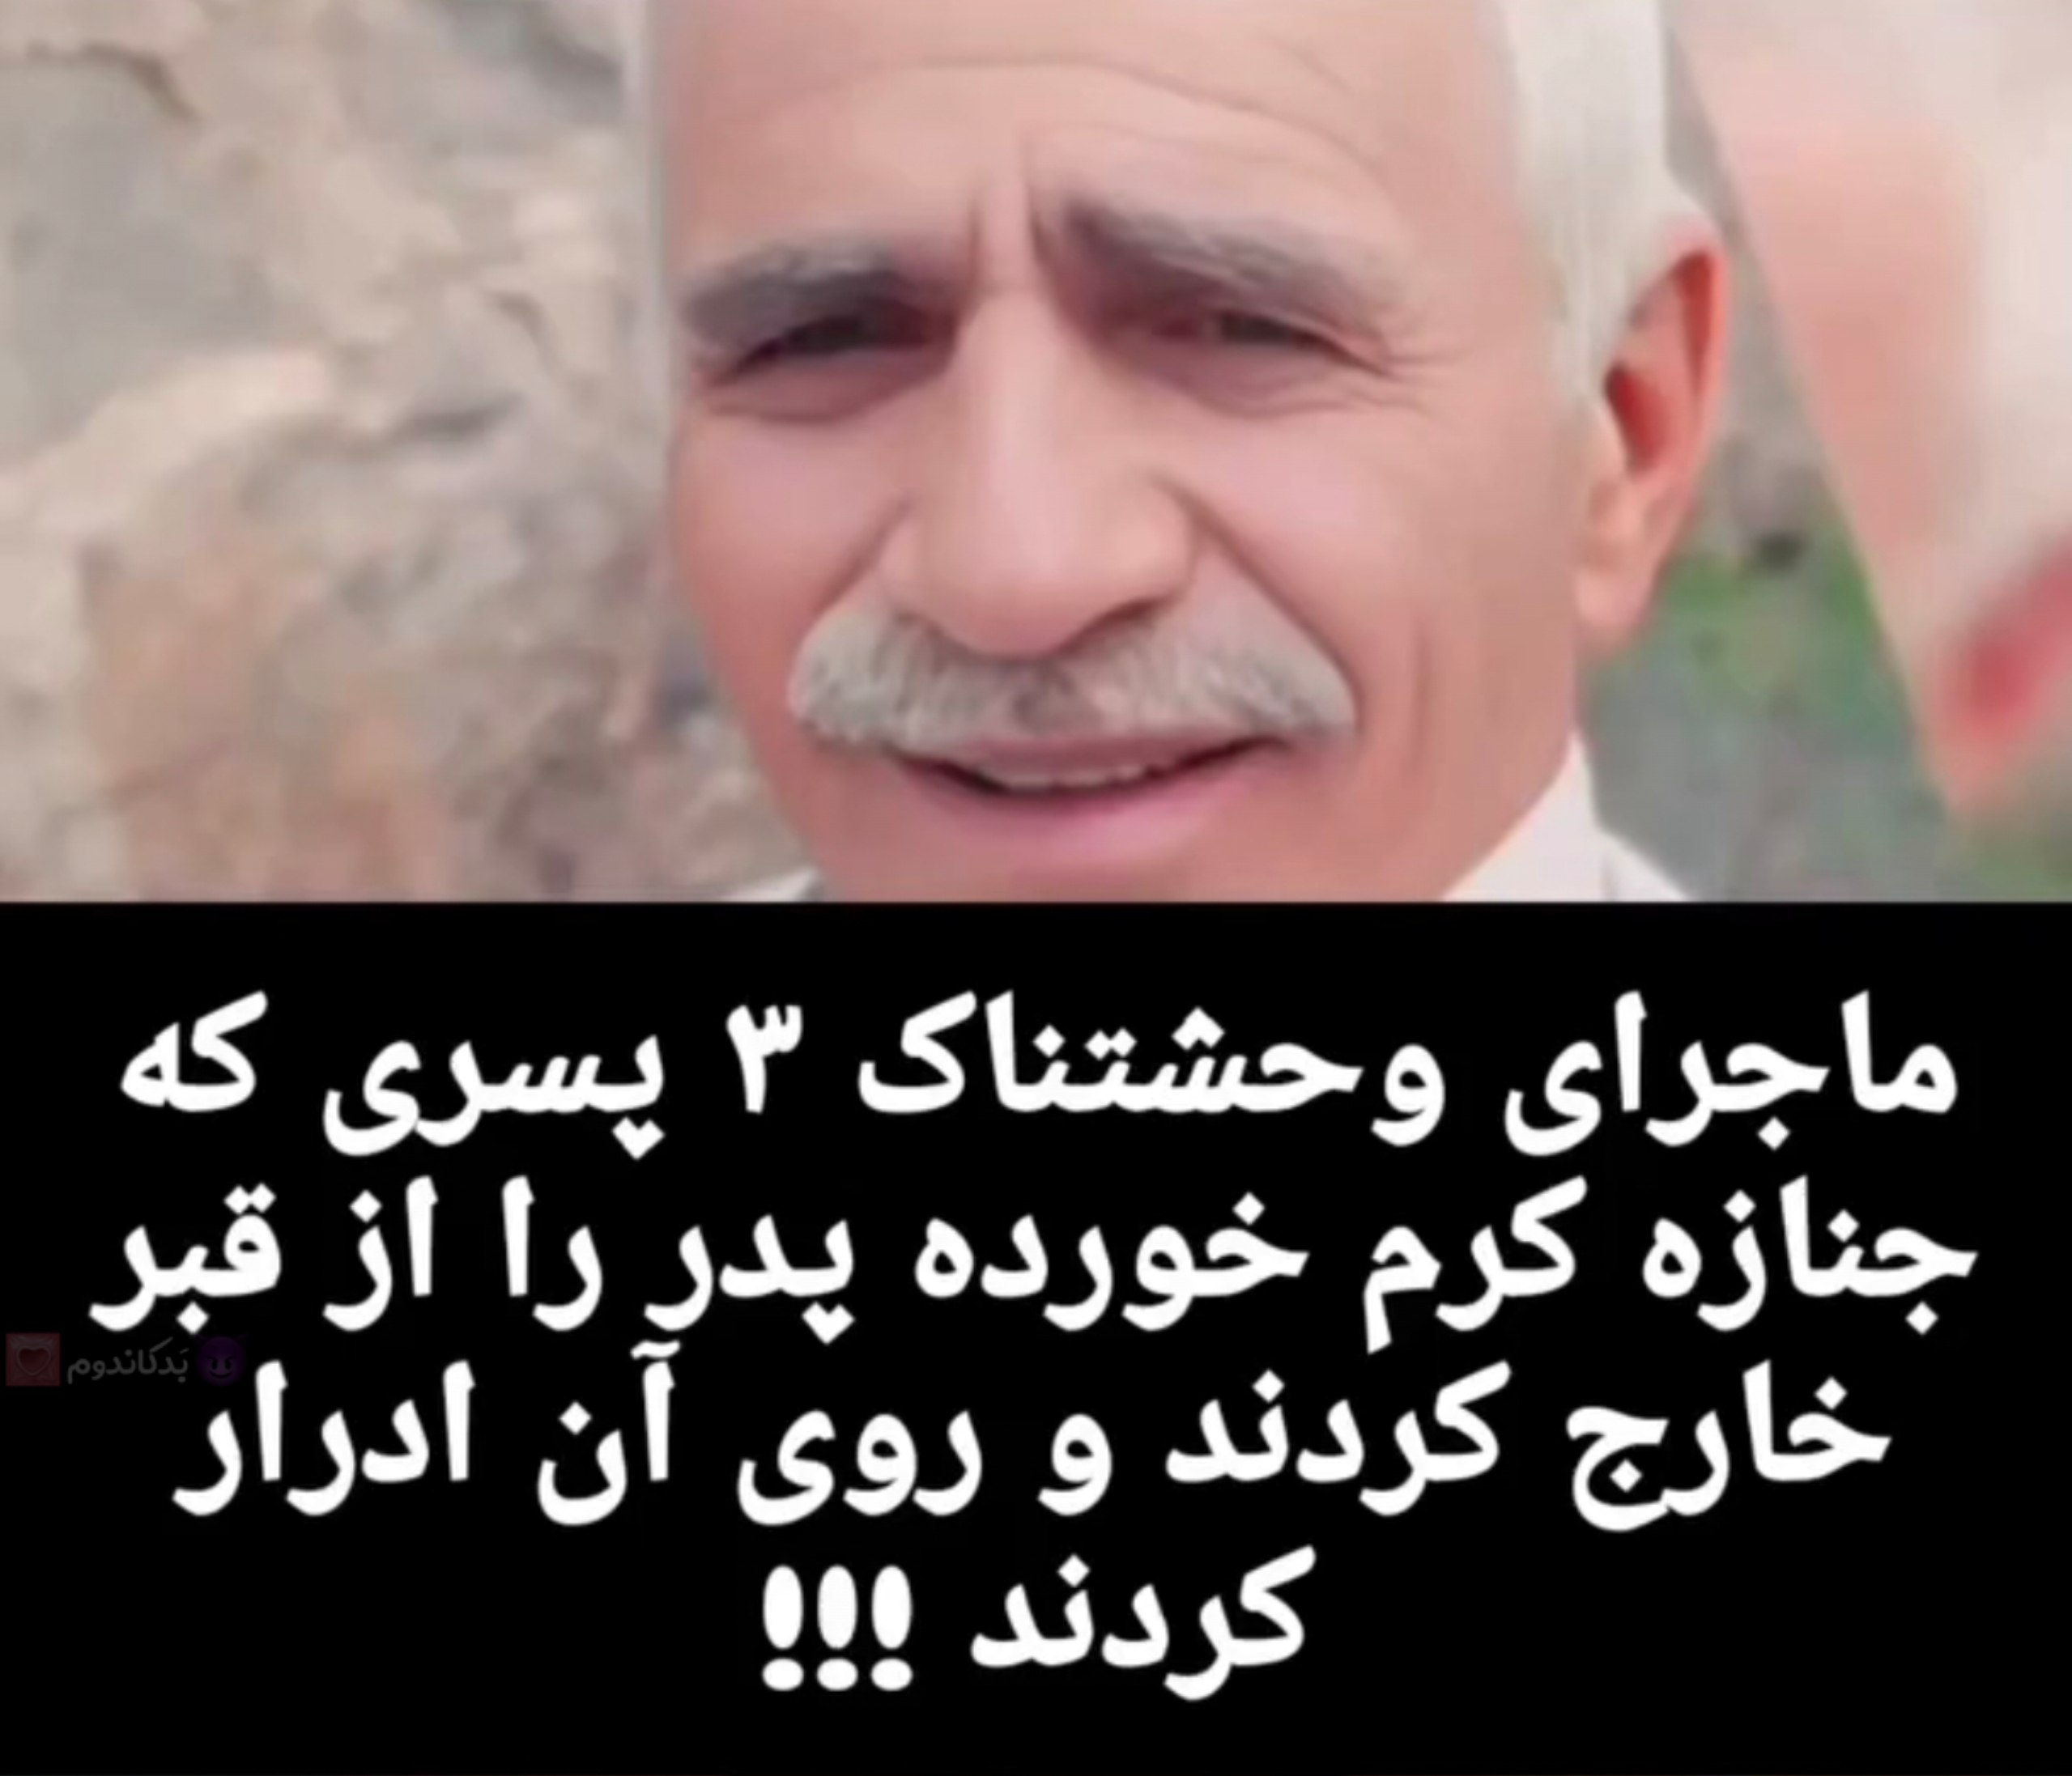 ماجرای وحشتناک ۳ پسری که
جنازه کرم خورده پدر را از قبر
خارج کردند و روی آن ادرار
کردند !!!
بَدکاندوم